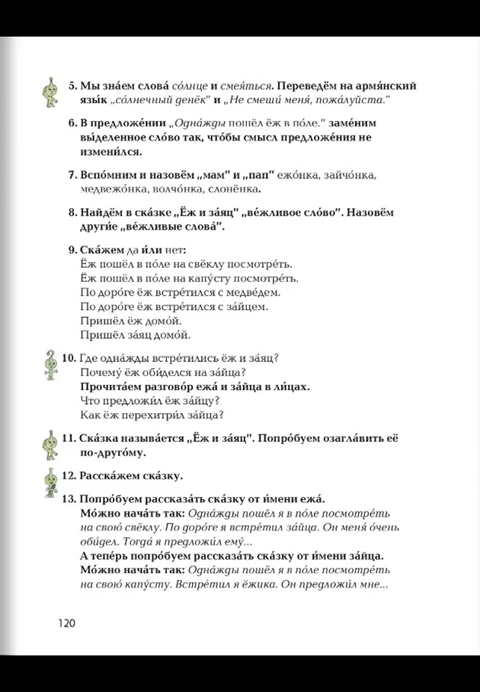 5. Мы зна́ем слова́ со́лнце и смея́ться. Переведём на армя́нский
язы́к „со́лнечный денёк" и „Не смеши́ меня́, пожа́луйста."
6. В предложе́нии „Одна́жды пошёл ёж в по́ле." заме́ним
вы́деленное сло́во так, что́бы смысл предложе́ния не
измени́лся.
7. Вспо́мним и назовём „мам" и „пап" ежо́нка, зайчо́нка,
медвежо́нка, волчо́нка, слонёнка.
8. Найдём в ска́зке „Ёж и за́яц" „ве́жливое сло́во". Назовём
други́е „ве́жливые слова́".
9. Ска́жем да и́ли нет:
Ёж пошёл в по́ле на свёклу посмотре́ть.
Ёж пошёл в по́ле на капу́сту посмотре́ть.
По доро́ге ёж встре́тился с медве́дем.
По доро́ге ёж встре́тился с за́йцем.
Пришёл ёж домо́й.
Пришёл за́яц домо́й.
10. Где одна́жды встре́тились ёж и за́яц?
Почему́ ёж оби́делся на за́йца?
Прочита́ем разгово́р ежа́ и за́йца в ли́цах.
Что предложи́л ёж за́йцу?
Как ёж перехитри́л за́йца?
11. Ска́зка называ́ется „Ёж и за́яц". Попро́буем озагла́вить её
по-друго́му.
12. Расска́жем ска́зку.
13. Попро́буем рассказа́ть ска́зку от и́мени ежа́.
Мо́жно нача́ть так: Одна́жды пошёл я в по́ле посмотре́ть
на свою́ свёклу. По доро́ге я встре́тил за́йца. Он меня́ о́чень
оби́дел. Тогда́ я предложи́л ему́...
А тепе́рь попро́буем рассказа́ть ска́зку от и́мени за́йца.
Мо́жно нача́ть так: Одна́жды пошёл я в по́ле посмотре́ть
на свою́ капу́сту. Встре́тил я ёжика. Он предложи́л мне...
120